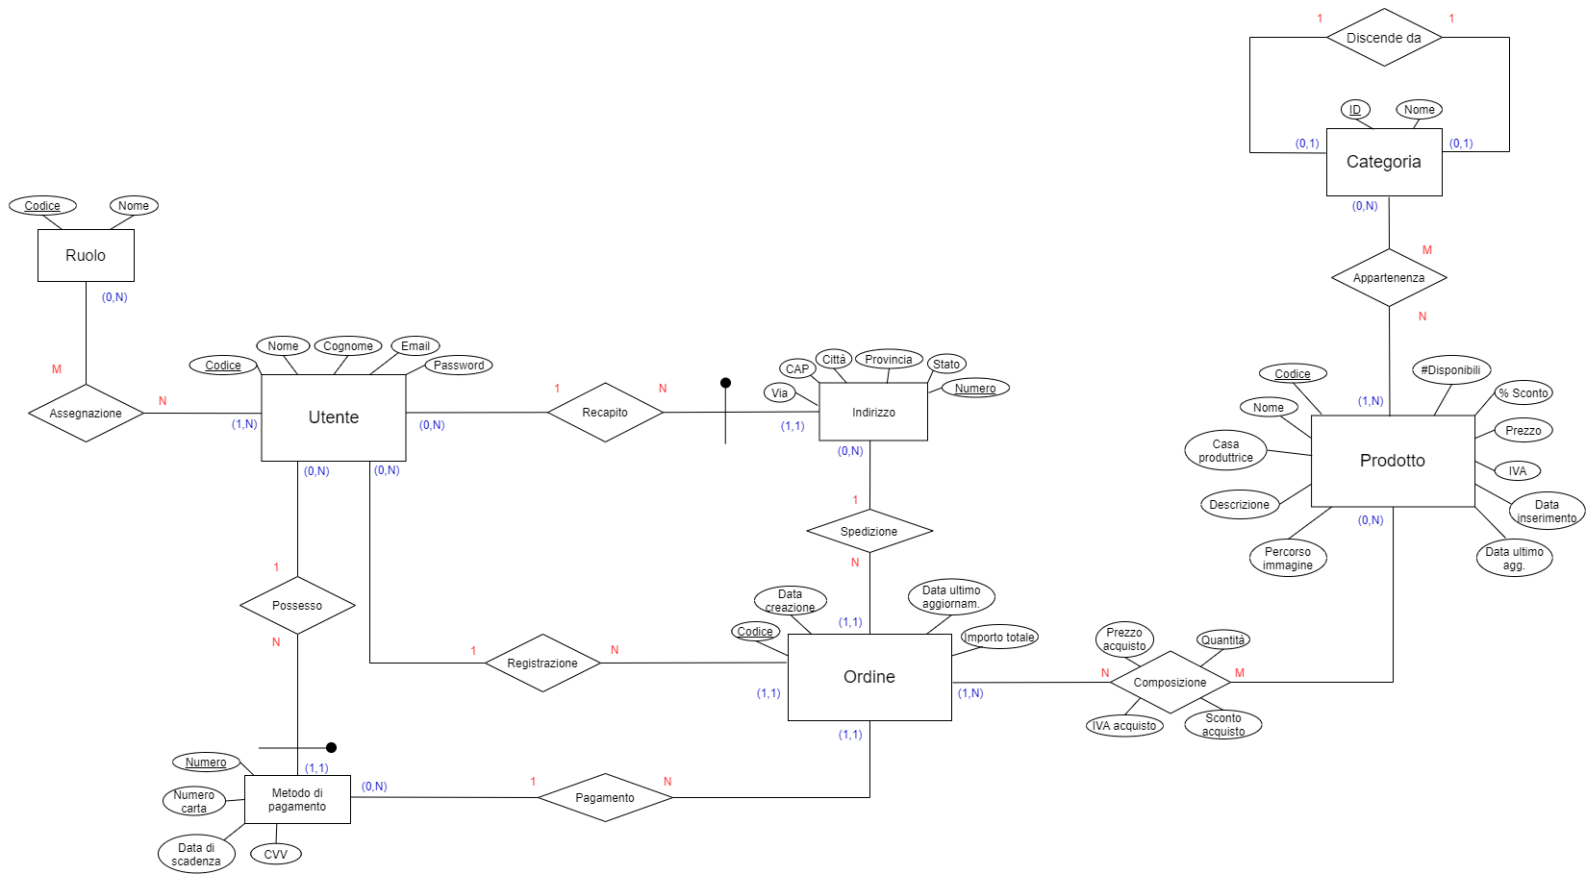 1
Discende da
1
ID
Nome
(0,1)
Categoria
(0,1)
(0,N)
Codice
Nome
Ruolo
(0,N)
M
Appartenenza
N
M
Assegnazione
N
(1,N)
Codice
Nome
Cognome
Email
Password
Utente
(0,N)
(0,N)
(0,N)
1
Recapito
N
(1,1)
Via
CAP
Città
Provincia
Stato
Numero
Indirizzo
(0,N)
Codice
#Disponibili
(1,N)
% Sconto
Nome
Prezzo
Casa
produttrice
Prodotto
IVA
Descrizione
(0,N)
Data
inserimento
Percorso
immagine
Data ultimo
agg.
1
Spedizione
N
1
Possesso
N
(1,1)
Data
creazione
Data ultimo
aggiornam.
Codice
Importo totale
1
Registrazione
N
(1,1)
Ordine
(1,N)
(1,1)
Prezzo
acquisto
Quantità
N
Composizione
M
IVA acquisto
Sconto
acquisto
(1,1)
Numero
Numero
carta
Metodo di
pagamento
(0,N)
1
Pagamento
N
Data di
scadenza
CVV